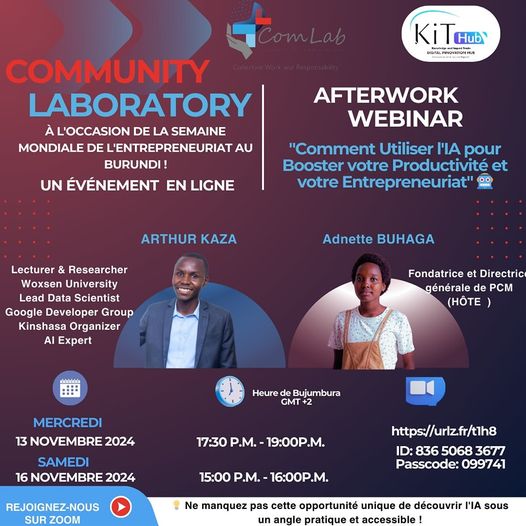 ComLab
Collective Work and Responsibility
KiT Hub
Knowledge and Impact Trade
DIGITAL INNOVATION HUB
COMMUNITY
LABORATORY
À L'OCCASION DE LA SEMAINE
MONDIALE DE L'ENTREPRENEURIAT AU
BURUNDI !
UN ÉVÉNEMENT EN LIGNE
AFTERWORK
WEBINAR
"Comment Utiliser l'IA pour
Booster votre Productivité et
votre Entrepreneuriat"
ARTHUR KAZA
Lecturer & Researcher
Woxsen University
Lead Data Scientist
Google Developer Group
Kinshasa Organizer
AI Expert
Adnette BUHAGA
Fondatrice et Directrice
générale de PCM
(HÔTE )
MERCREDI
13 NOVEMBRE 2024
SAMEDI
16 NOVEMBRE 2024
Heure de Bujumbura
GMT +2
17:30 P.M. - 19:00P.M.
15:00 P.M. - 16:00P.M.
https://urlz.fr/t1h8
ID: 836 5068 3677
Passcode: 099741
REJOIGNEZ-NOUS
SUR ZOOM
Ne manquez pas cette opportunité unique de découvrir l'IA sous
un angle pratique et accessible !